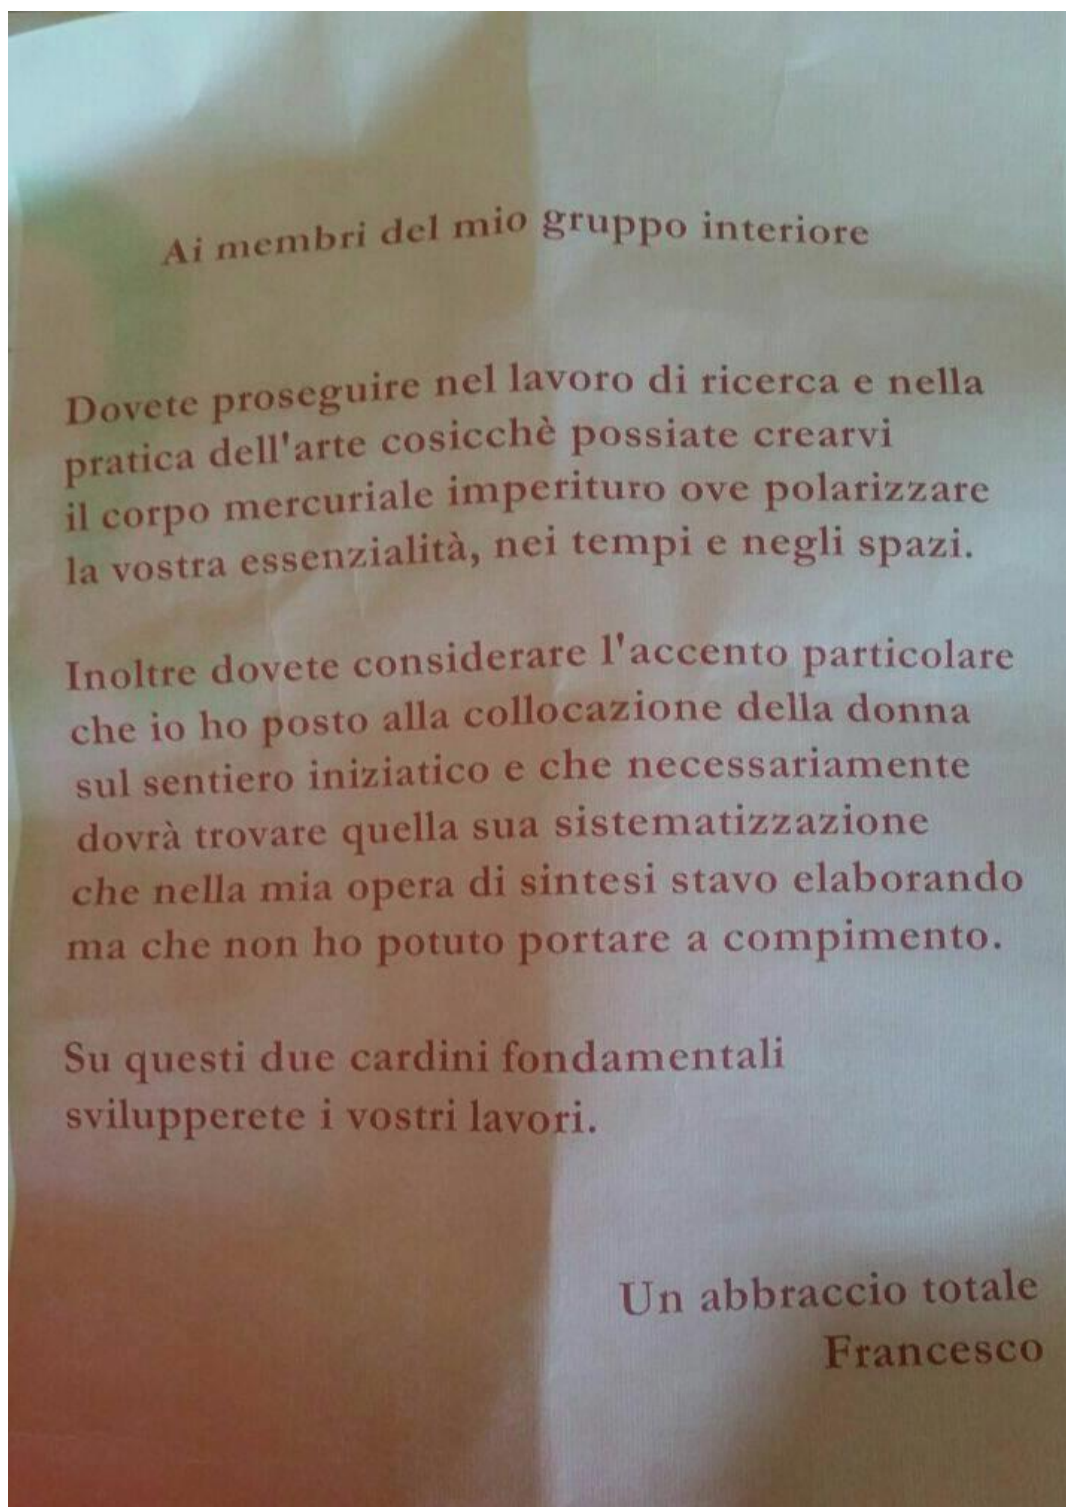 Ai membri del mio gruppo interiore
Dovete proseguire nel lavoro di ricerca e nella
pratica dell'arte cosicchè possiate crearvi
il corpo mercuriale imperituro ove polarizzare
la vostra essenzialità, nei tempi e negli spazi.
Inoltre dovete considerare l'accento particolare
che io ho posto alla collocazione della donna
sul sentiero iniziatico e che necessariamente
dovrà trovare quella sua sistematizzazione
che nella mia opera di sintesi stavo elaborando
ma che non ho potuto portare a compimento.
Su questi due cardini fondamentali
svilupperete i vostri lavori.
Un abbraccio totale
Francesco